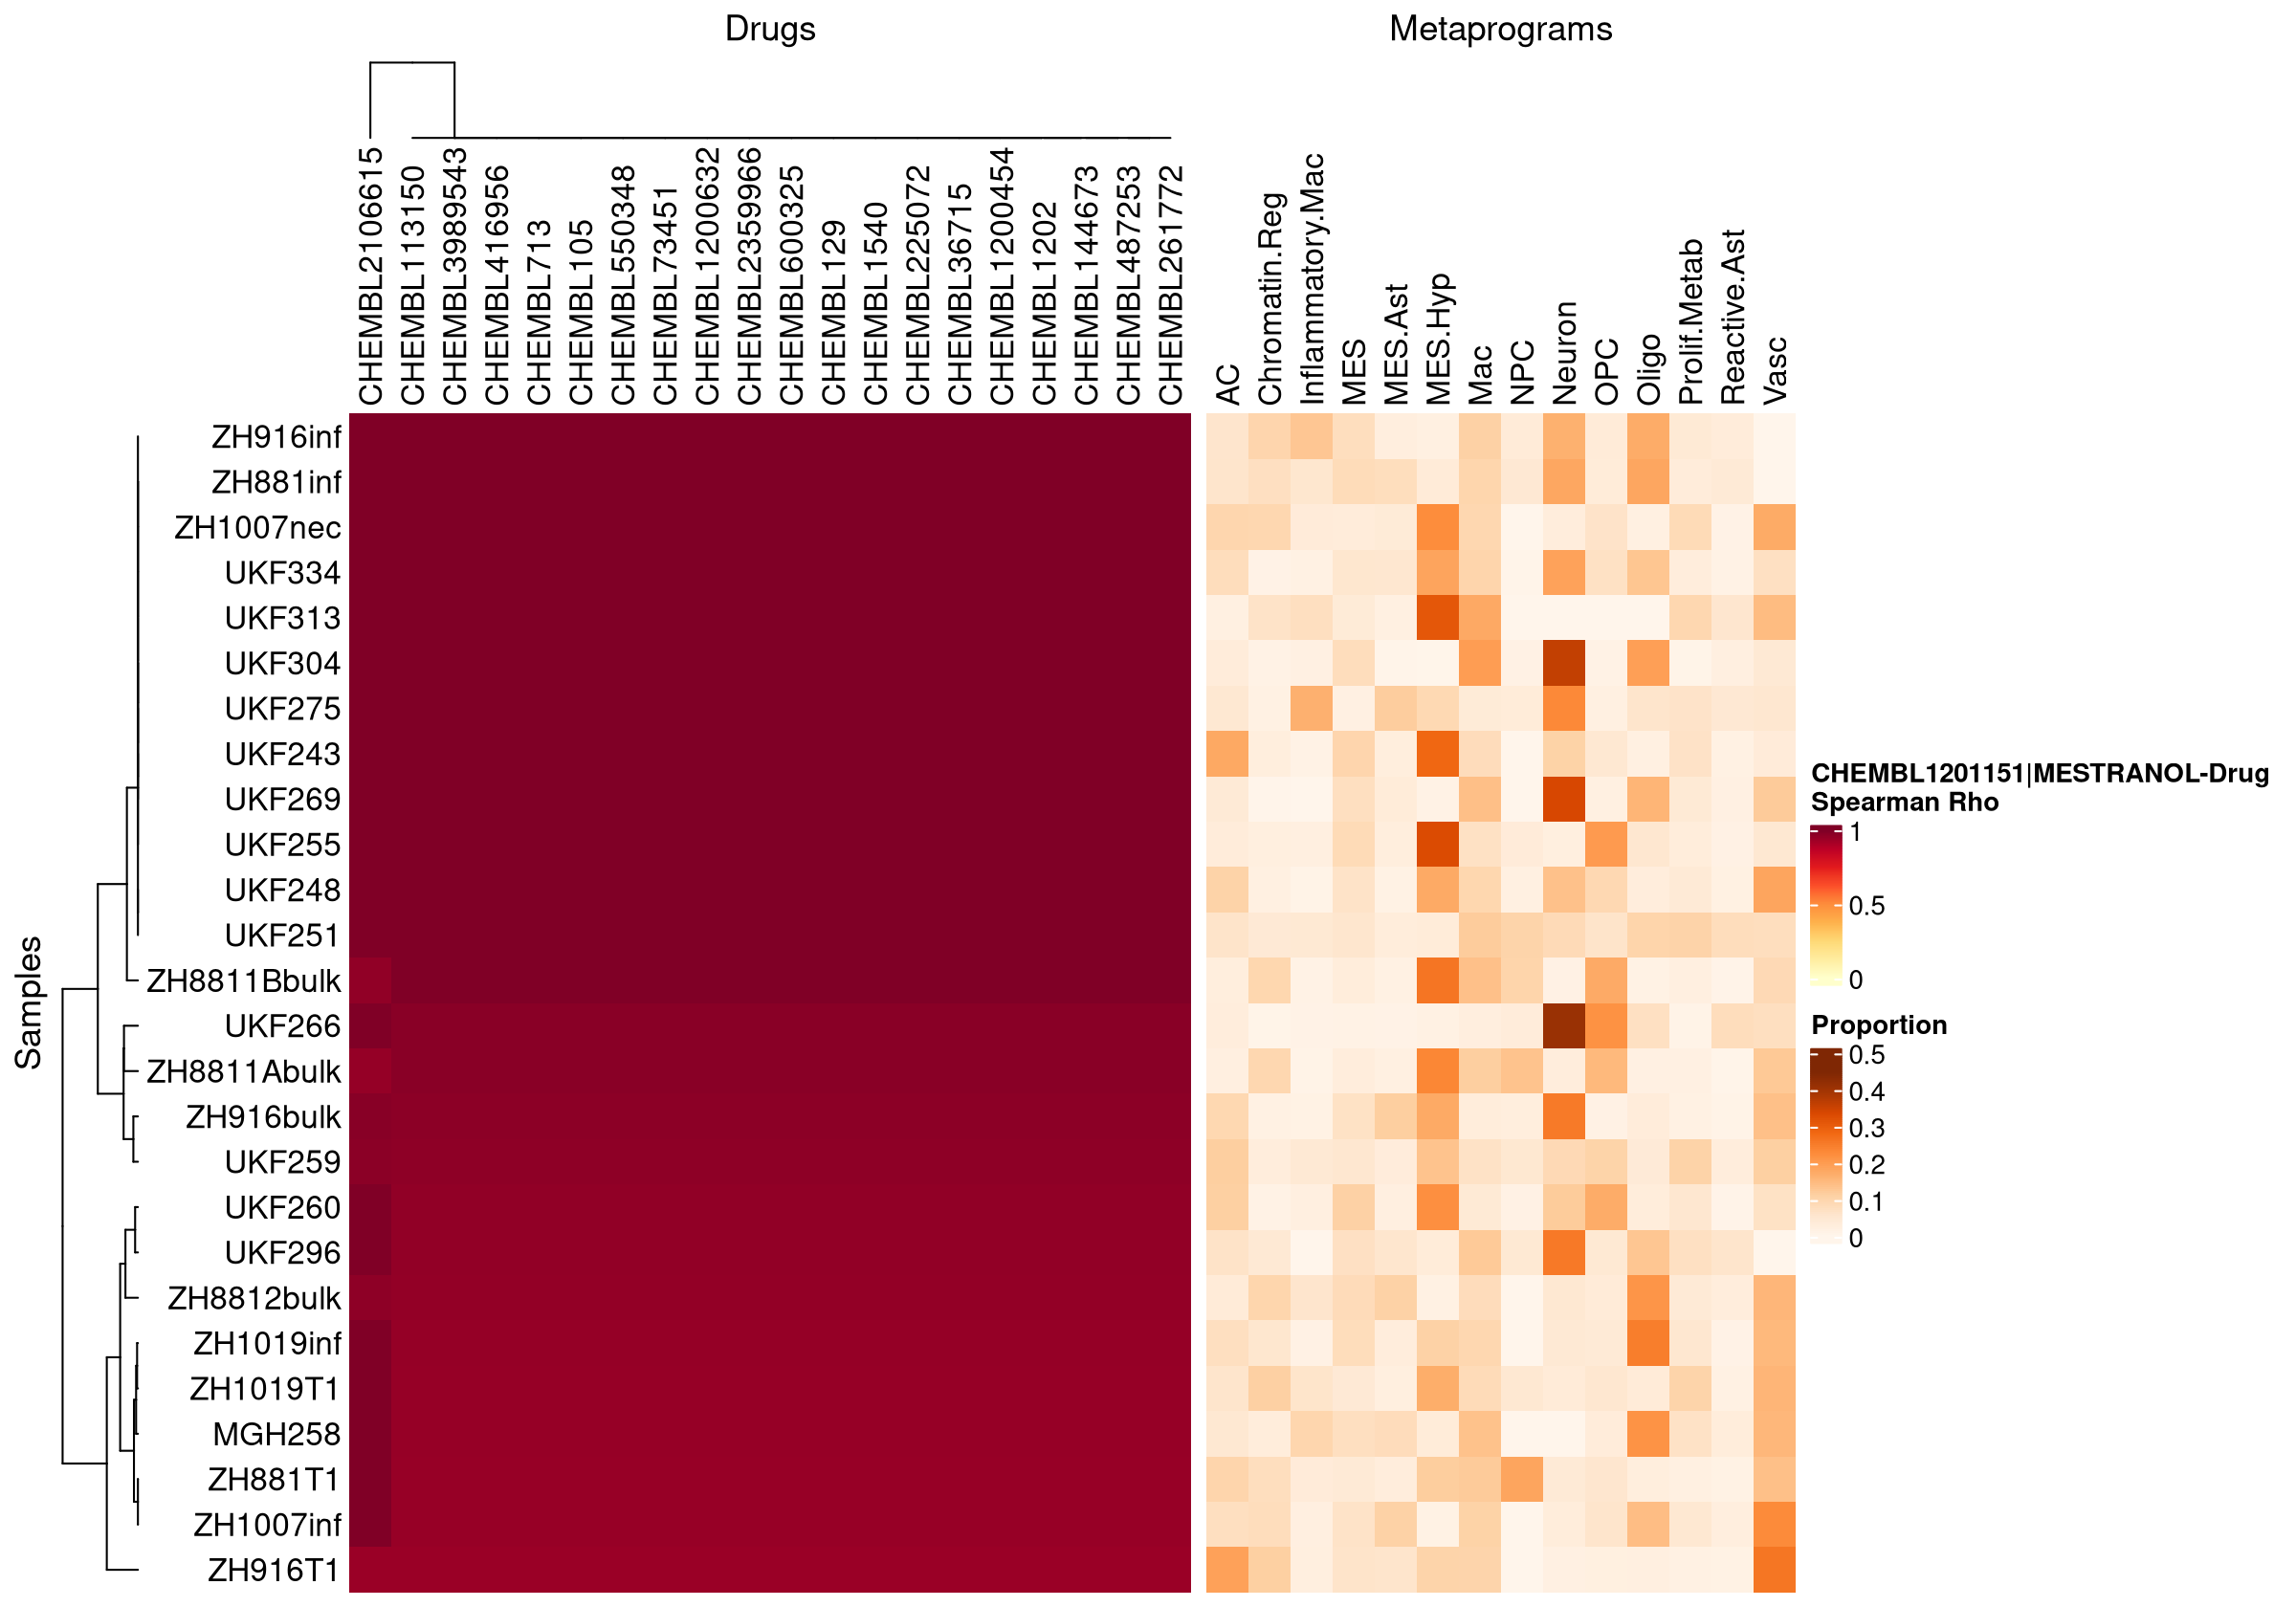 Drugs
Metaprograms
CHEMBL2106615
CHEMBL113150
CHEMBL3989543
CHEMBL416956
CHEMBL713
CHEMBL105
CHEMBL550348
CHEMBL73451
CHEMBL1200632
CHEMBL2359966
CHEMBL600325
CHEMBL129
CHEMBL1540
CHEMBL225072
CHEMBL36715
CHEMBL1200454
CHEMBL1202
CHEMBL144673
CHEMBL487253
CHEMBL261772
AC
Chromatin.Reg
Inflammatory.Mac
MES
MES.Ast
MES.Hyp
Mac
NPC
Neuron
OPC
Oligo
Prolif.Metab
Reactive.Ast
Vasc
Samples
ZH916inf
ZH881inf
ZH1007nec
UKF334
UKF313
UKF304
UKF275
UKF243
UKF269
UKF255
UKF248
UKF251
ZH8811Bbulk
UKF266
ZH8811Abulk
ZH916bulk
UKF259
UKF260
UKF296
ZH8812bulk
ZH1019inf
ZH1019T1
MGH258
ZH881T1
ZH1007inf
ZH916T1
CHEMBL1201151|MESTRANOL-Drug
Spearman Rho
1
0.5
0
Proportion
0.5
0.4
0.3
0.2
0.1
0